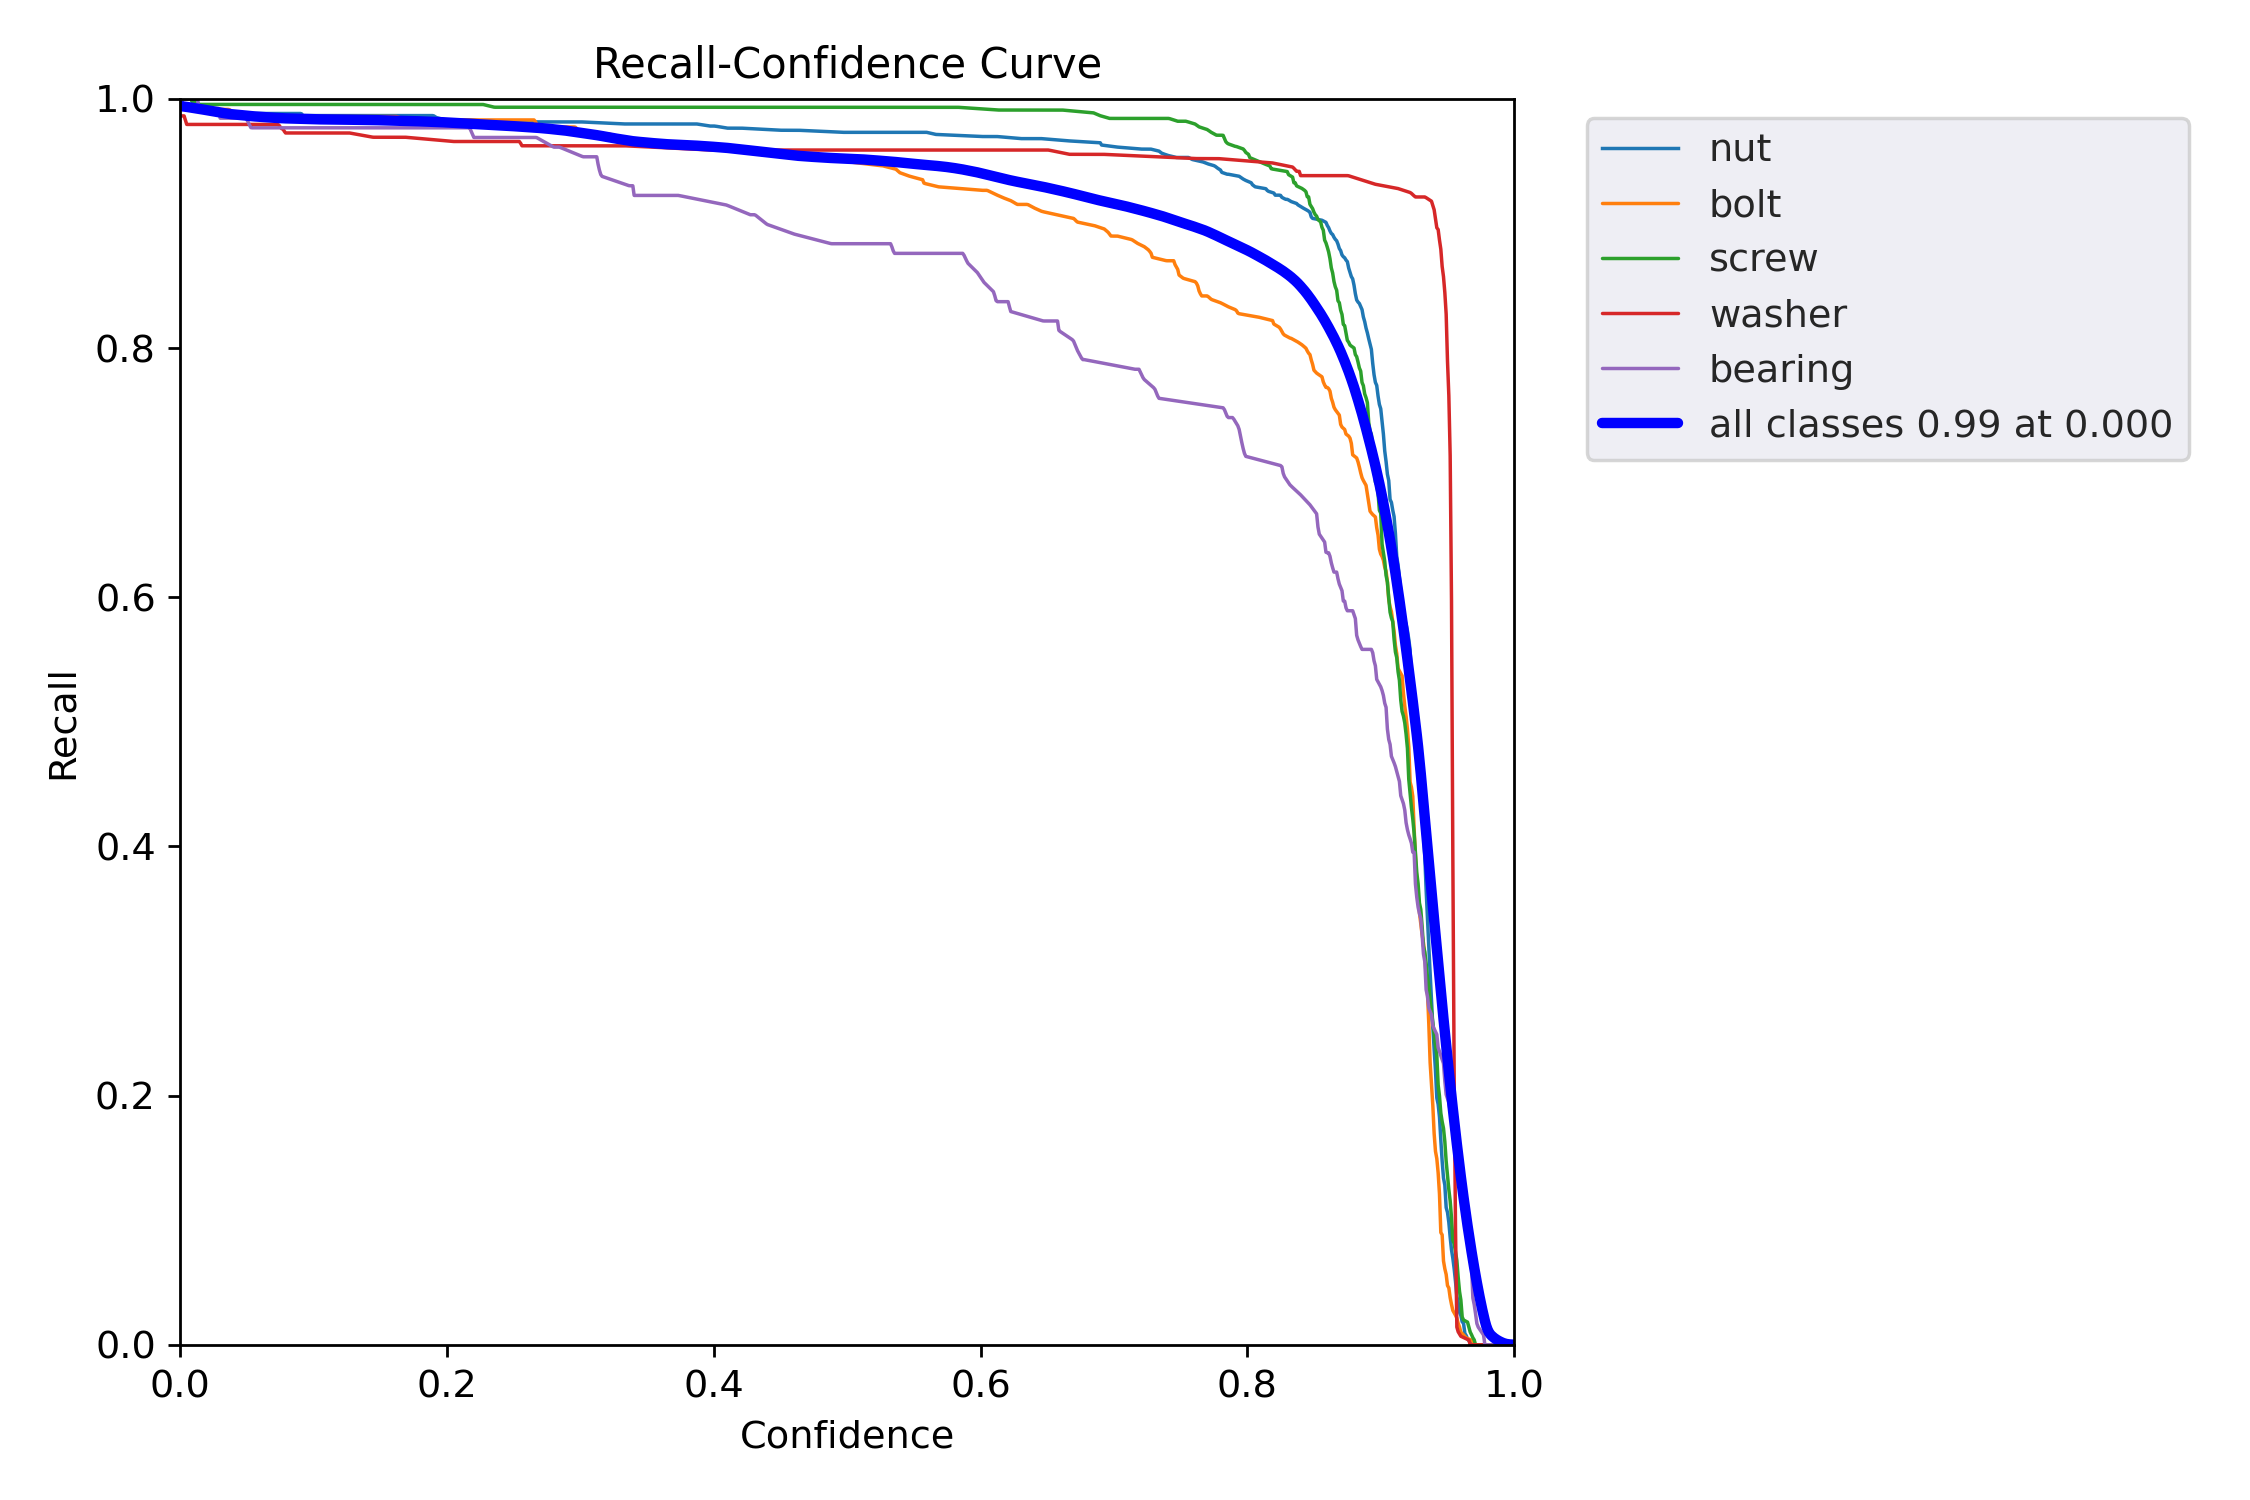 Recall-Confidence Curve
1.0
0.8
0.6
0.4
0.2
0.0
Recall
0.0 0.2 0.4 0.6 0.8 1.0
Confidence
nut
bolt
screw
washer
bearing
all classes 0.99 at 0.000